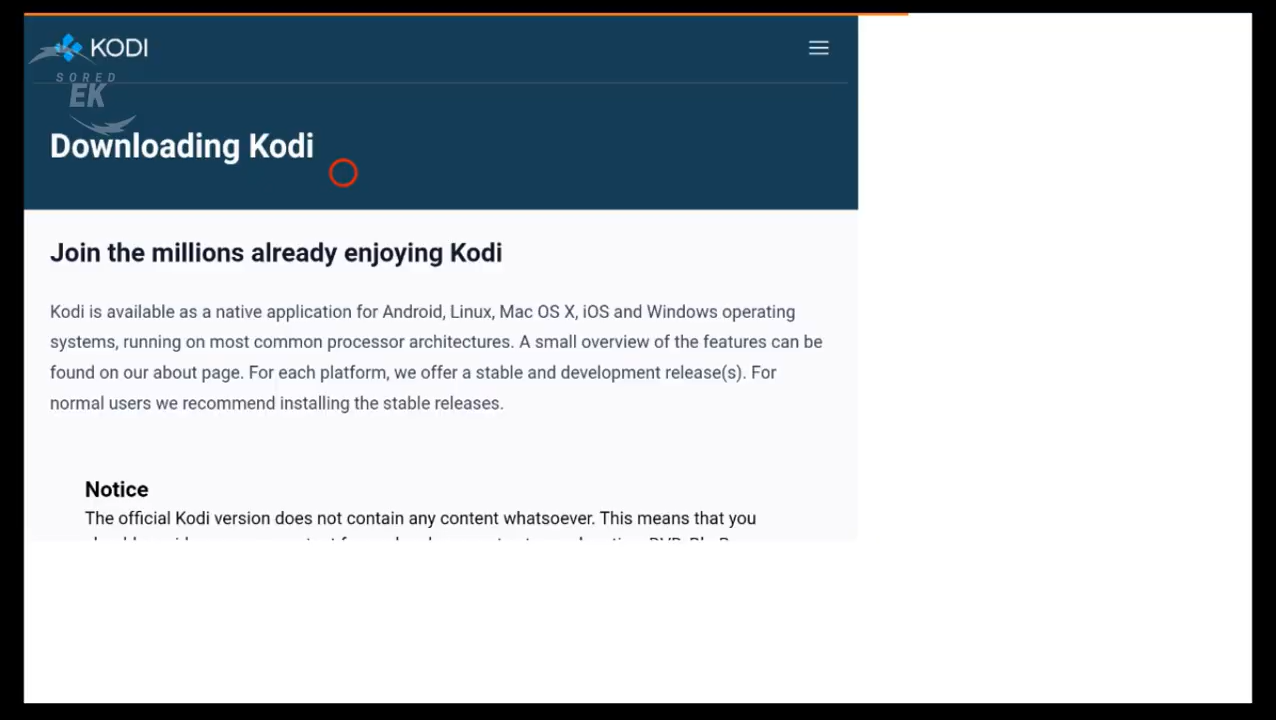 KODI
SORED
EK
Downloading Kodi
Join the millions already enjoying Kodi
Kodi is available as a native application for Android, Linux, Mac OS X, iOS and Windows operating
systems, running on most common processor architectures. A small overview of the features can be
found on our about page. For each platform, we offer a stable and development release(s). For
normal users we recommend installing the stable releases.
Notice
The official Kodi version does not contain any content whatsoever. This means that you